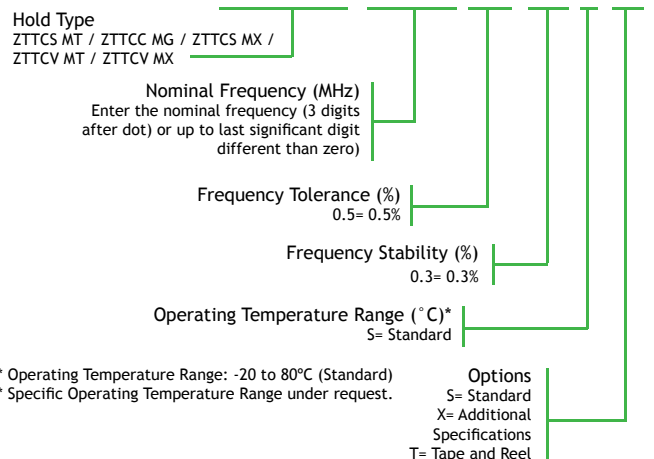 Hold Type
ZTTCS MT / ZTTCC MG / ZTTCS MX /
ZTTCV MT / ZTTCV MX
Nominal Frequency (MHz)
Enter the nominal frequency (3 digits
after dot) or up to last significant digit
different than zero)
Frequency Tolerance (%)
0.5= 0.5%
Frequency Stability (%)
0.3= 0.3%
Operating Temperature Range (°C)*
S= Standard
* Operating Temperature Range: -20 to 80ºC (Standard)
* Specific Operating Temperature Range under request.
Options
S= Standard
X= Additional
Specifications
T= Tape and Reel